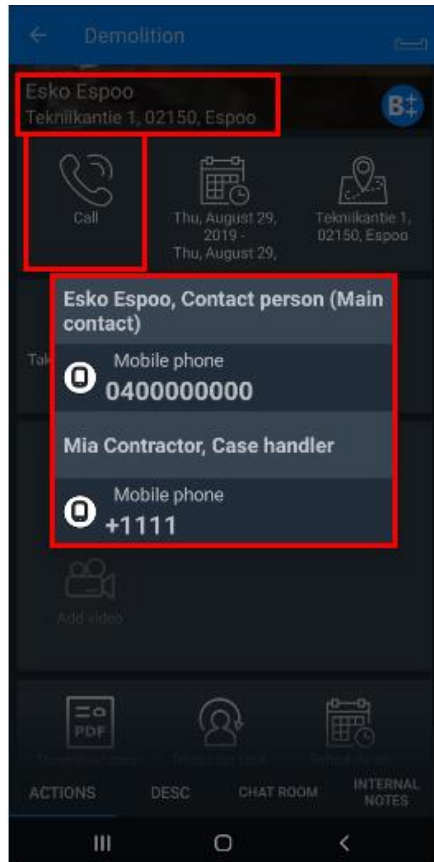 Demolition
Esko Espoo
Tekniikantie 1, 02150, Espoo
B
Call
Thu, August 29,
2019 -
Thu, August 29,
Tekniikantie 1,
02150, Espoo
Esko Espoo, Contact person (Main
contact)
Mobile phone
0400000000
Mia Contractor, Case handler
Mobile phone
+1111
Add video
PDF
ACTIONS
DESC
CHAT ROOM
INTERNAL
NOTES